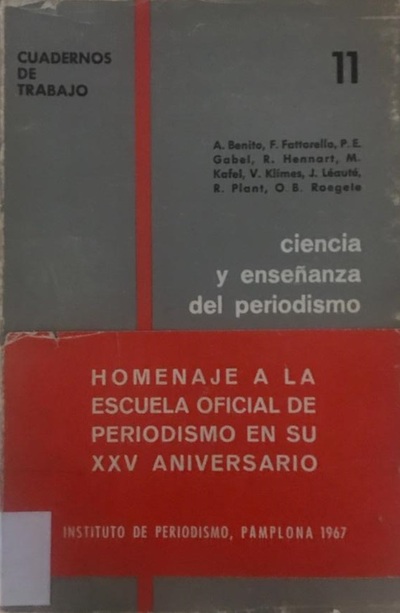 CUADERNOS
DE
TRABAJO
11
A. Benito, F. Fattorello, P. E.
Gabel, R. Hennart, M.
Kafel, V. Klimes, J. Léauté,
R. Plant, O. B. Roegele
ciencia
y enseñanza
del periodismo
HOMENAJE A LA
ESCUELA OFICIAL DE
PERIODISMO EN SU
XXV ANIVERSARIO
INSTITUTO DE PERIODISMO, PAMPLONA 1967